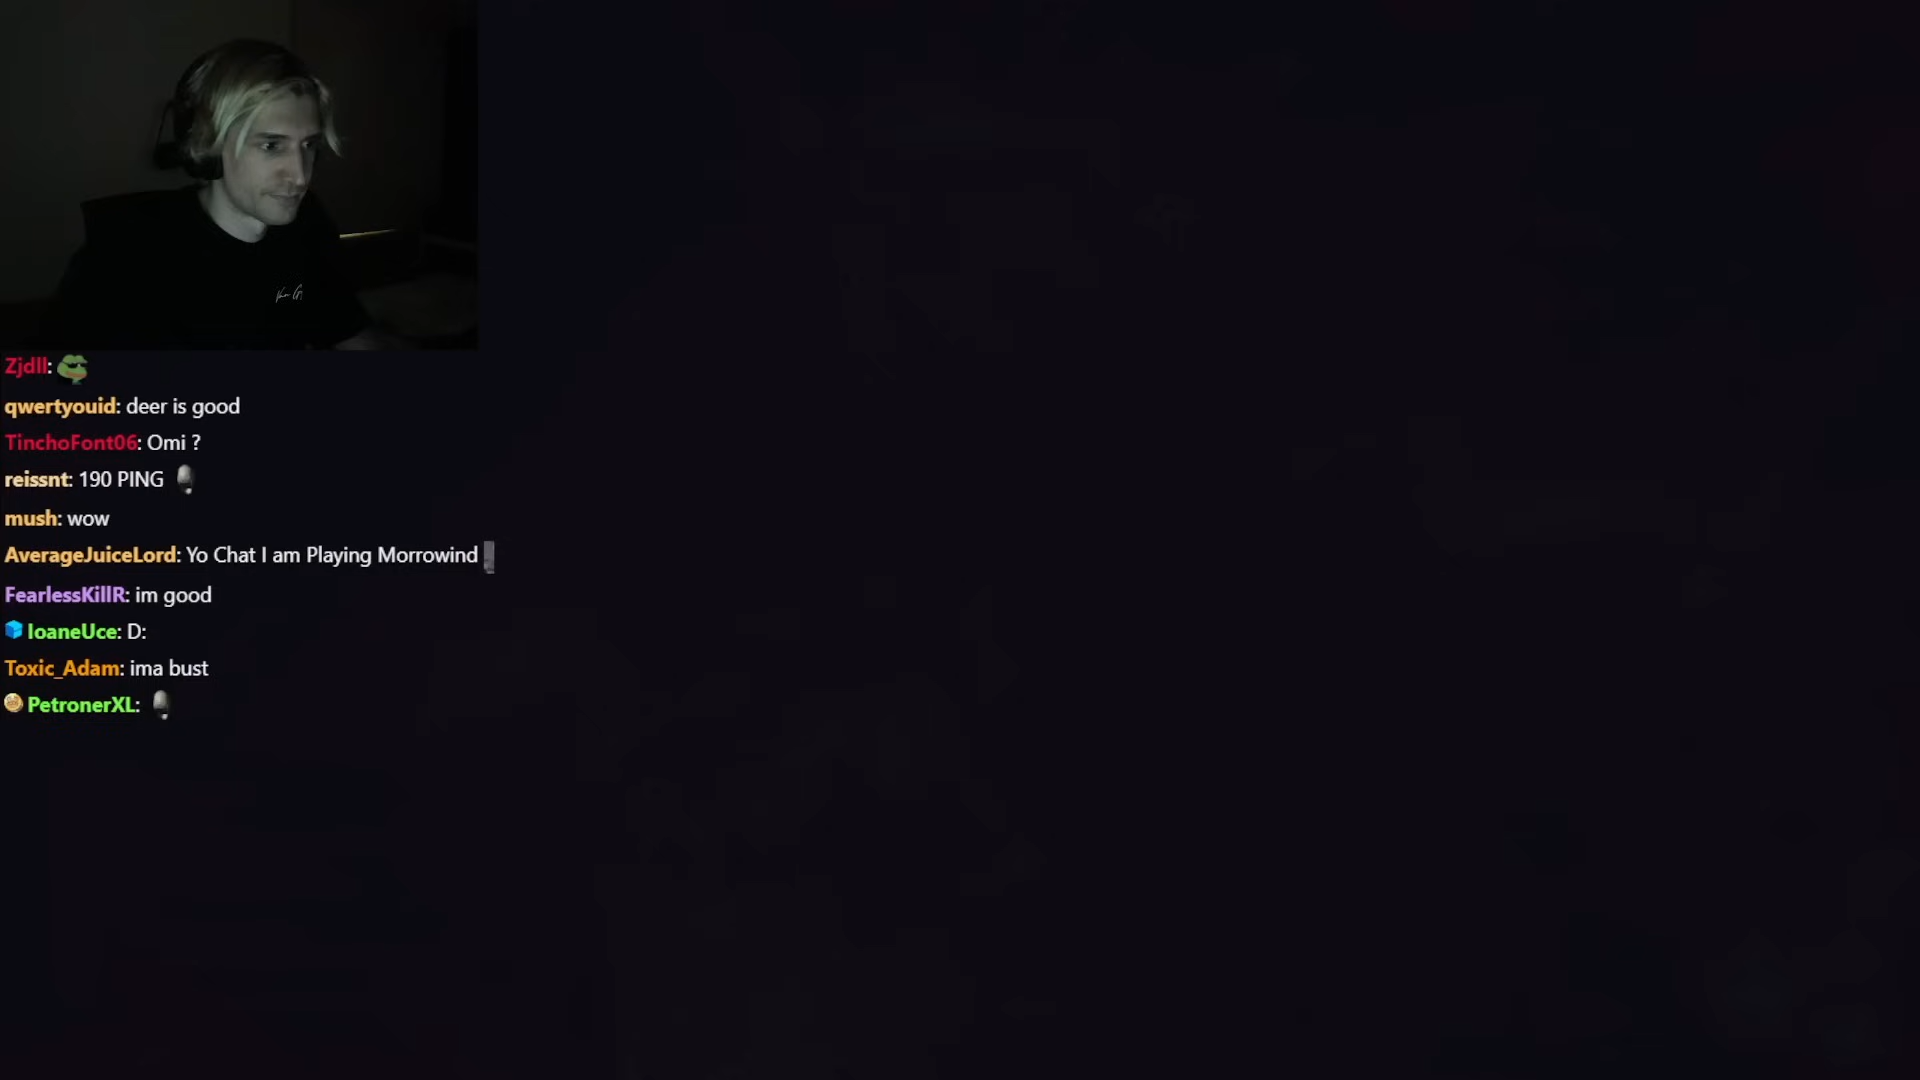 Zjdll:
qwertyouid: deer is good
TinchoFont06: Omi ?
reissnt: 190 PING
mush: wow
AverageJuiceLord: Yo Chat I am Playing Morrowind
FearlessKillR: im good
IoaneUce: D:
Toxic_Adam: ima bust
PetronerXL: